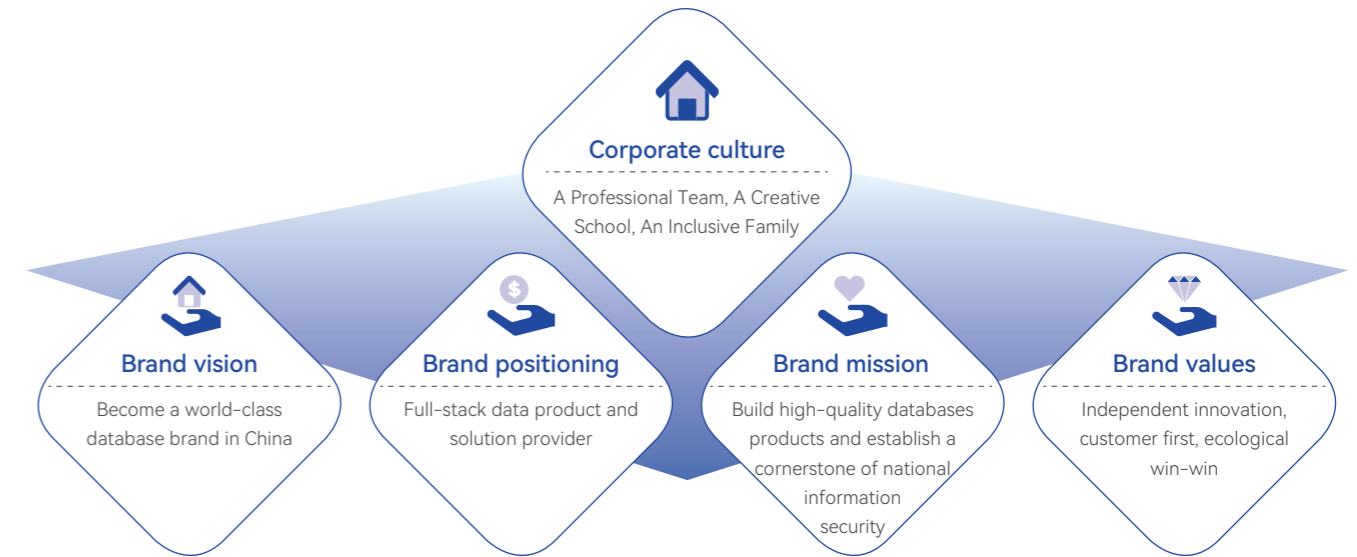 Corporate culture
A Professional Team, A Creative
School, An Inclusive Family
Brand vision
Become a world-class
database brand in China
Brand positioning
Full-stack data product and
solution provider
Brand mission
Build high-quality databases
products and establish a
cornerstone of national
information
security
Brand values
Independent innovation,
customer first, ecological
win-win